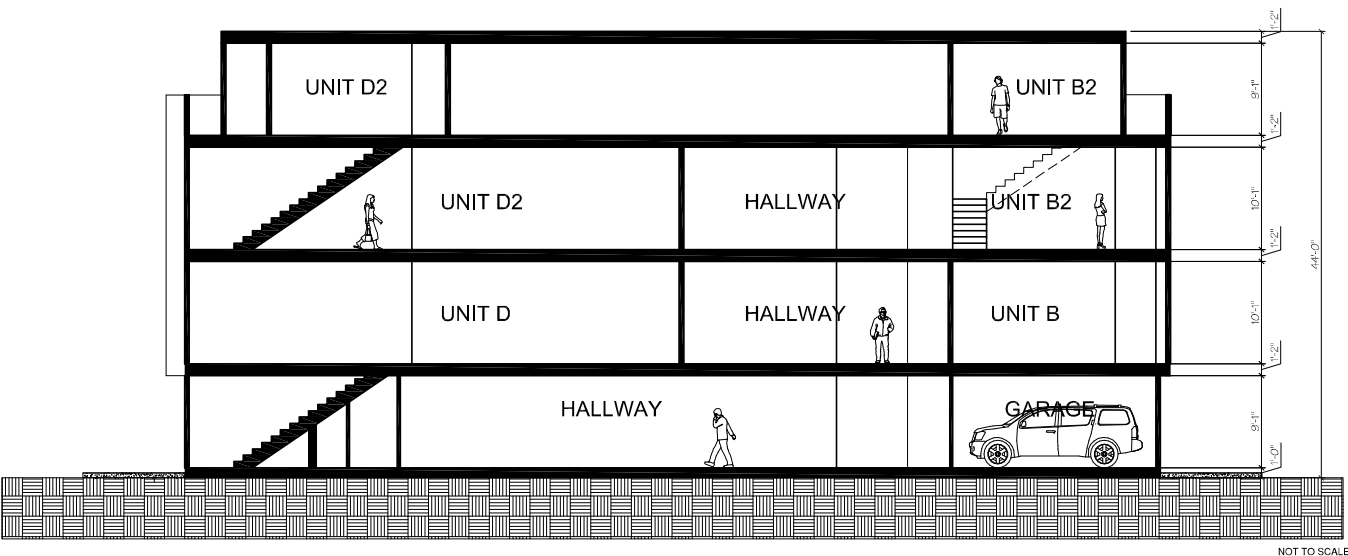 1'-2"
UNIT D2
UNIT B2
9'-1"
1'-2"
UNIT D2
HALLWAY
UNIT B2
10'-1"
1'-2"
44'-0"
UNIT D
HALLWAY
UNIT B
10'-1"
1'-2"
HALLWAY
GARAGE
9'-1"
1'-0"
NOT TO SCALE